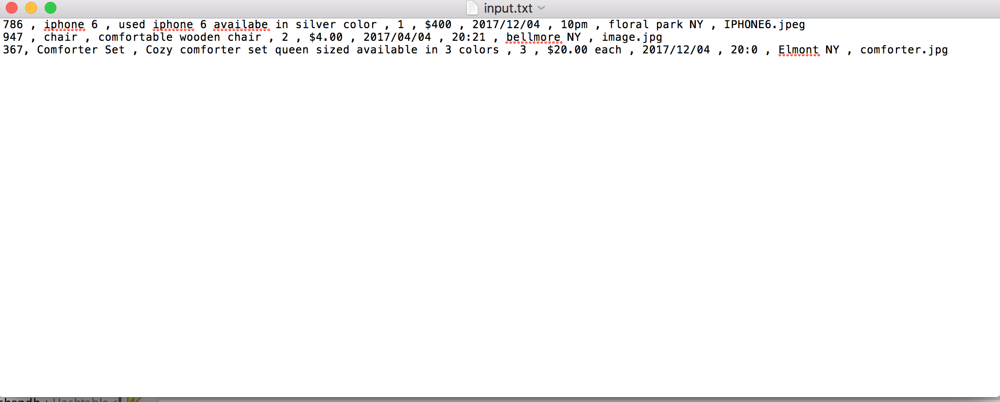 input.txt
786 , iphone 6 , used iphone 6 availabe in silver color , 1 , $400 , 2017/12/04 , 10pm , floral park NY , IPHONE6.jpeg
947 , chair , comfortable wooden chair , 2 , $4.00 , 2017/04/04 , 20:21 , bellmore NY , image.jpg
367, Comforter Set , Cozy comforter set queen sized available in 3 colors , 3 , $20.00 each , 2017/12/04 , 20:0 , Elmont NY , comforter.jpg